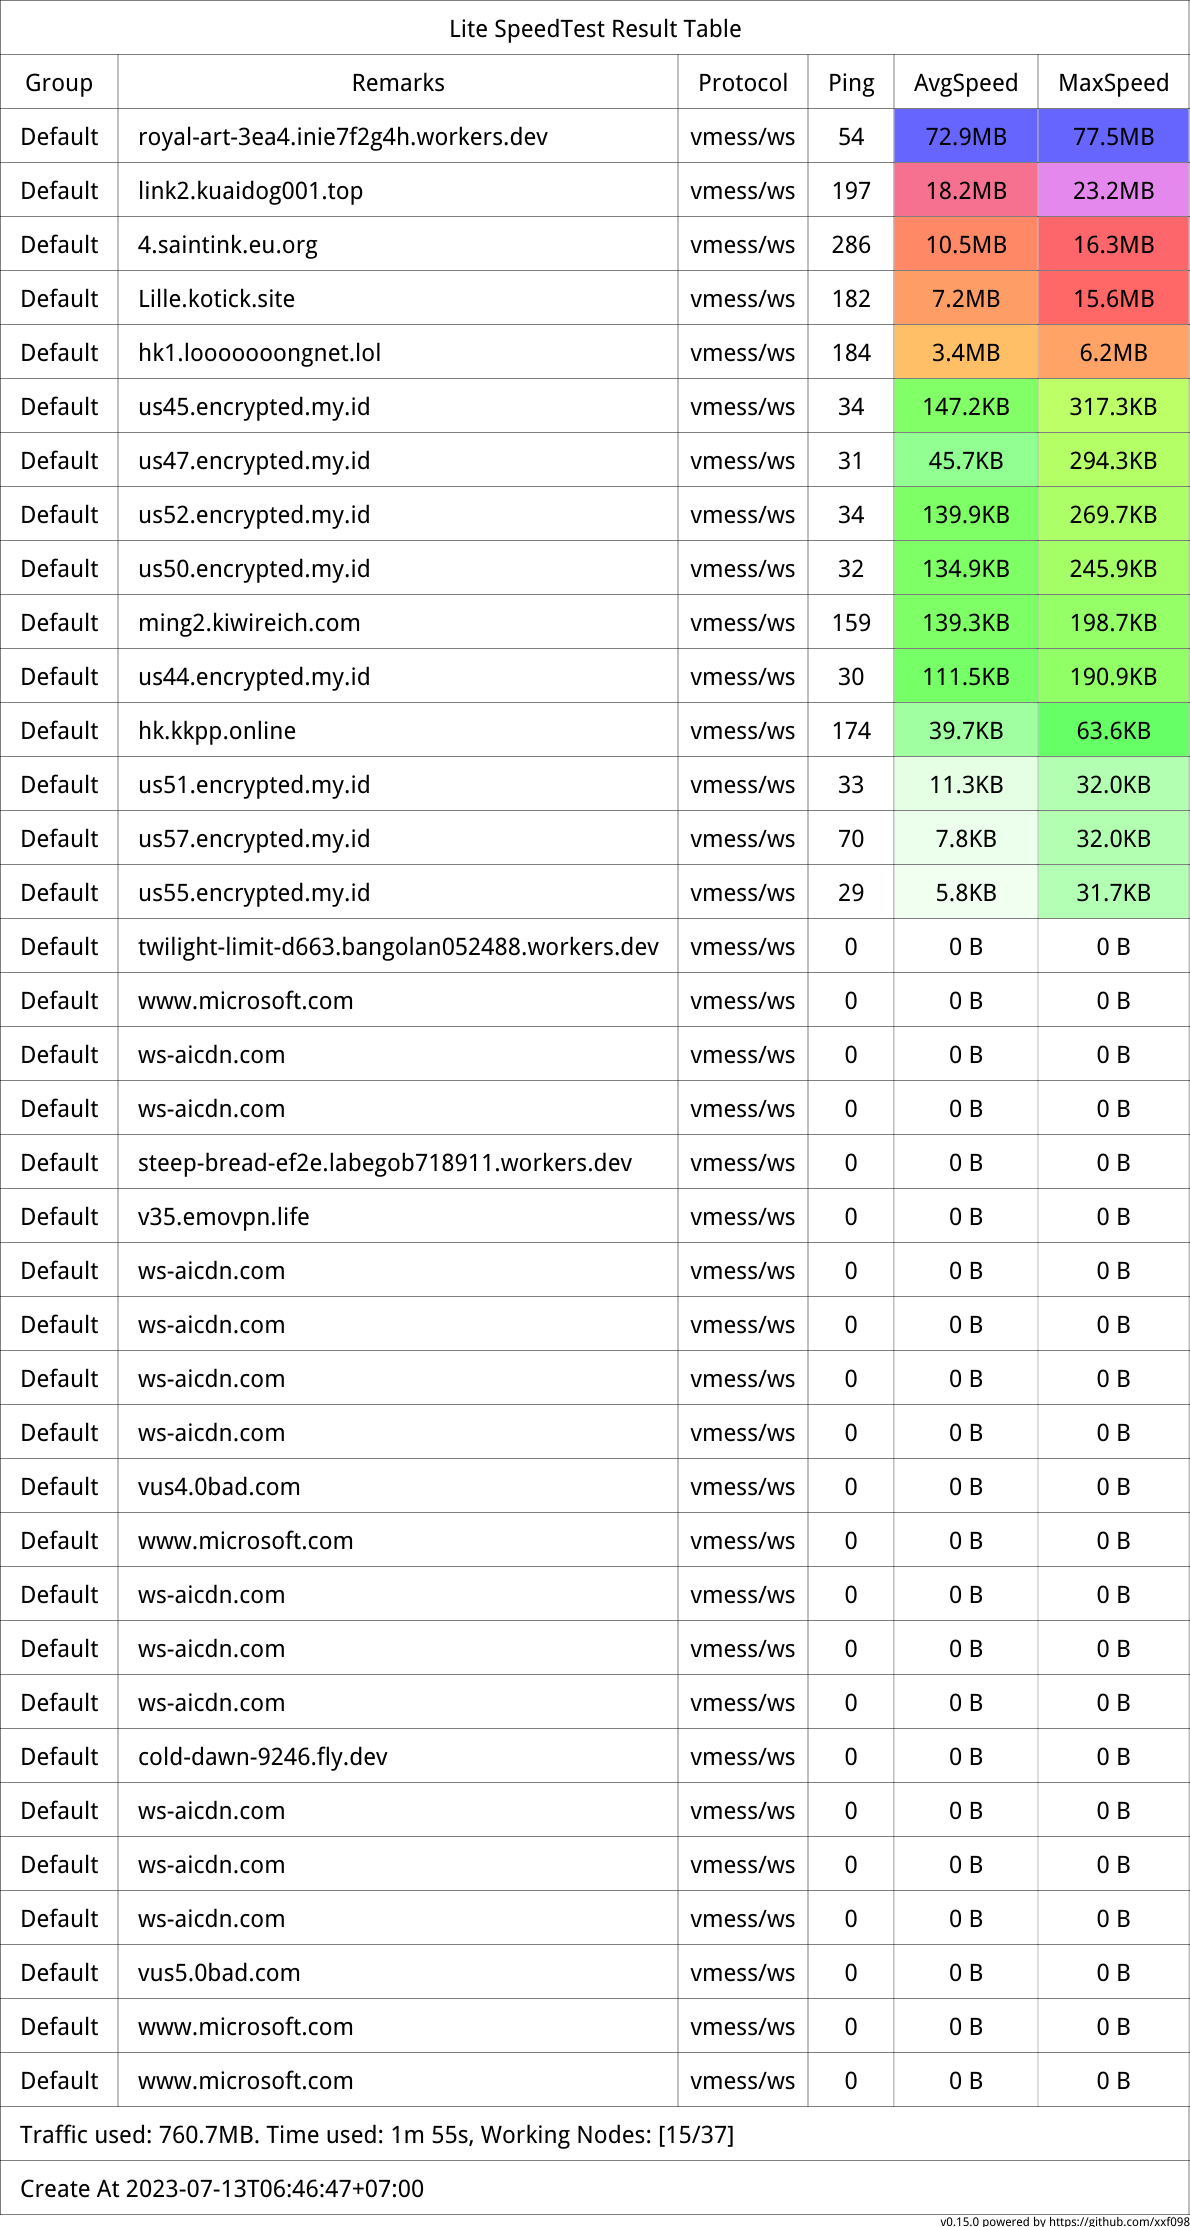 Lite SpeedTest Result Table
Group Remarks Protocol Ping AvgSpeed MaxSpeed
Default royal-art-3ea4.inie7f2g4h.workers.dev vmess/ws 54 72.9MB 77.5MB
Default link2.kuaidog001.top vmess/ws 197 18.2MB 23.2MB
Default 4.saintink.eu.org vmess/ws 286 10.5MB 16.3MB
Default Lille.kotick.site vmess/ws 182 7.2MB 15.6MB
Default hk1.looooooongnet.lol vmess/ws 184 3.4MB 6.2MB
Default us45.encrypted.my.id vmess/ws 34 147.2KB 317.3KB
Default us47.encrypted.my.id vmess/ws 31 45.7KB 294.3KB
Default us52.encrypted.my.id vmess/ws 34 139.9KB 269.7KB
Default us50.encrypted.my.id vmess/ws 32 134.9KB 245.9KB
Default ming2.kiwireich.com vmess/ws 159 139.3KB 198.7KB
Default us44.encrypted.my.id vmess/ws 30 111.5KB 190.9KB
Default hk.kkpp.online vmess/ws 174 39.7KB 63.6KB
Default us51.encrypted.my.id vmess/ws 33 11.3KB 32.0KB
Default us57.encrypted.my.id vmess/ws 70 7.8KB 32.0KB
Default us55.encrypted.my.id vmess/ws 29 5.8KB 31.7KB
Default twilight-limit-d663.bangolan052488.workers.dev vmess/ws 0 0 B 0 B
Default www.microsoft.com vmess/ws 0 0 B 0 B
Default ws-aicdn.com vmess/ws 0 0 B 0 B
Default ws-aicdn.com vmess/ws 0 0 B 0 B
Default steep-bread-ef2e.labegob718911.workers.dev vmess/ws 0 0 B 0 B
Default v35.emovpn.life vmess/ws 0 0 B 0 B
Default ws-aicdn.com vmess/ws 0 0 B 0 B
Default ws-aicdn.com vmess/ws 0 0 B 0 B
Default ws-aicdn.com vmess/ws 0 0 B 0 B
Default ws-aicdn.com vmess/ws 0 0 B 0 B
Default vus4.0bad.com vmess/ws 0 0 B 0 B
Default www.microsoft.com vmess/ws 0 0 B 0 B
Default ws-aicdn.com vmess/ws 0 0 B 0 B
Default ws-aicdn.com vmess/ws 0 0 B 0 B
Default ws-aicdn.com vmess/ws 0 0 B 0 B
Default cold-dawn-9246.fly.dev vmess/ws 0 0 B 0 B
Default ws-aicdn.com vmess/ws 0 0 B 0 B
Default ws-aicdn.com vmess/ws 0 0 B 0 B
Default ws-aicdn.com vmess/ws 0 0 B 0 B
Default vus5.0bad.com vmess/ws 0 0 B 0 B
Default www.microsoft.com vmess/ws 0 0 B 0 B
Default www.microsoft.com vmess/ws 0 0 B 0 B
Traffic used: 760.7MB. Time used: 1m 55s, Working Nodes: [15/37]
Create At 2023-07-13T06:46:47+07:00
v0.15.0 powered by https://github.com/xxf098